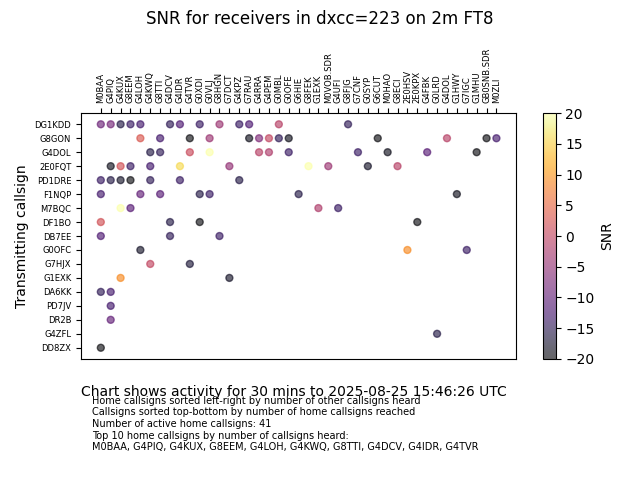 SNR for receivers in dxcc=223 on 2m FT8
M0BAA G4PIQ G4KUX G8EEM G4LOH G4KWQ G8TTI G4DCV G4IDR G4TVR G0XDI G0VLJ G8HGN G7DCT G4KPZ G7RAU G4RRA G4PEM G0MBL G0OFE G6HIE G1EXK M0VOB.SDR G4UFI G8FJG G7CNF G0SYP G6SCUT M0HAO G8ECI 2E0HSV 2E0KPX G4FBK G0LRD G4DOL G1HWY G7IGC G1MHU GB0SNB.SDR M0ZLI
Transmitting callsign
DG1KDD
G8GON
G4DOL
2E0FQT
PD1DRE
F1NQP
M7BQC
DF1BO
DB7EE
G0OFC
G7HJX
G1EXK
DA6KK
PD7JV
DR2B
G4ZFL
DD8ZX
20
15
10
5
0
−5
−10
−15
−20
SNR
Chart shows activity for 30 mins to 2025-08-25 15:46:26 UTC
Home callsigns sorted left-right by number of other callsigns heard
Callsigns sorted top-bottom by number of home callsigns reached
Number of active home callsigns: 41
Top 10 home callsigns by number of callsigns heard:
M0BAA, G4PIQ, G4KUX, G8EEM, G4LOH, G4KWQ, G8TTI, G4DCV, G4IDR, G4TVR